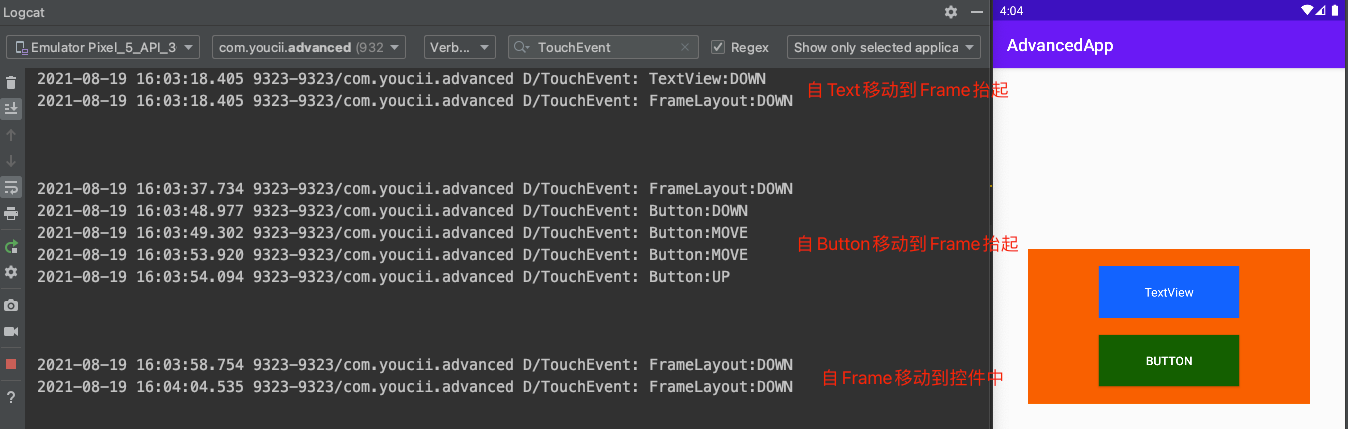 Logcat
Emulator Pixel_5_API_3
com.youcii.advanced (932
Verb...
TouchEvent
Regex
Show only selected applica
2021-08-19 16:03:18.405 9323-9323/com.youcii.advanced D/TouchEvent: TextView:DOWN
2021-08-19 16:03:18.405 9323-9323/com.youcii.advanced D/TouchEvent: FrameLayout:DOWN
自 Text 移动到 Frame 抬起
2021-08-19 16:03:37.734 9323-9323/com.youcii.advanced D/TouchEvent: FrameLayout:DOWN
2021-08-19 16:03:48.977 9323-9323/com.youcii.advanced D/TouchEvent: Button:DOWN
2021-08-19 16:03:49.302 9323-9323/com.youcii.advanced D/TouchEvent: Button:MOVE
2021-08-19 16:03:53.920 9323-9323/com.youcii.advanced D/TouchEvent: Button:MOVE
2021-08-19 16:03:54.094 9323-9323/com.youcii.advanced D/TouchEvent: Button:UP
自 Button 移动到 Frame 抬起
2021-08-19 16:03:58.754 9323-9323/com.youcii.advanced D/TouchEvent: FrameLayout:DOWN
2021-08-19 16:04:04.535 9323-9323/com.youcii.advanced D/TouchEvent: FrameLayout:DOWN
自 Frame 移动到控件中
4:04
AdvancedApp
TextView
BUTTON